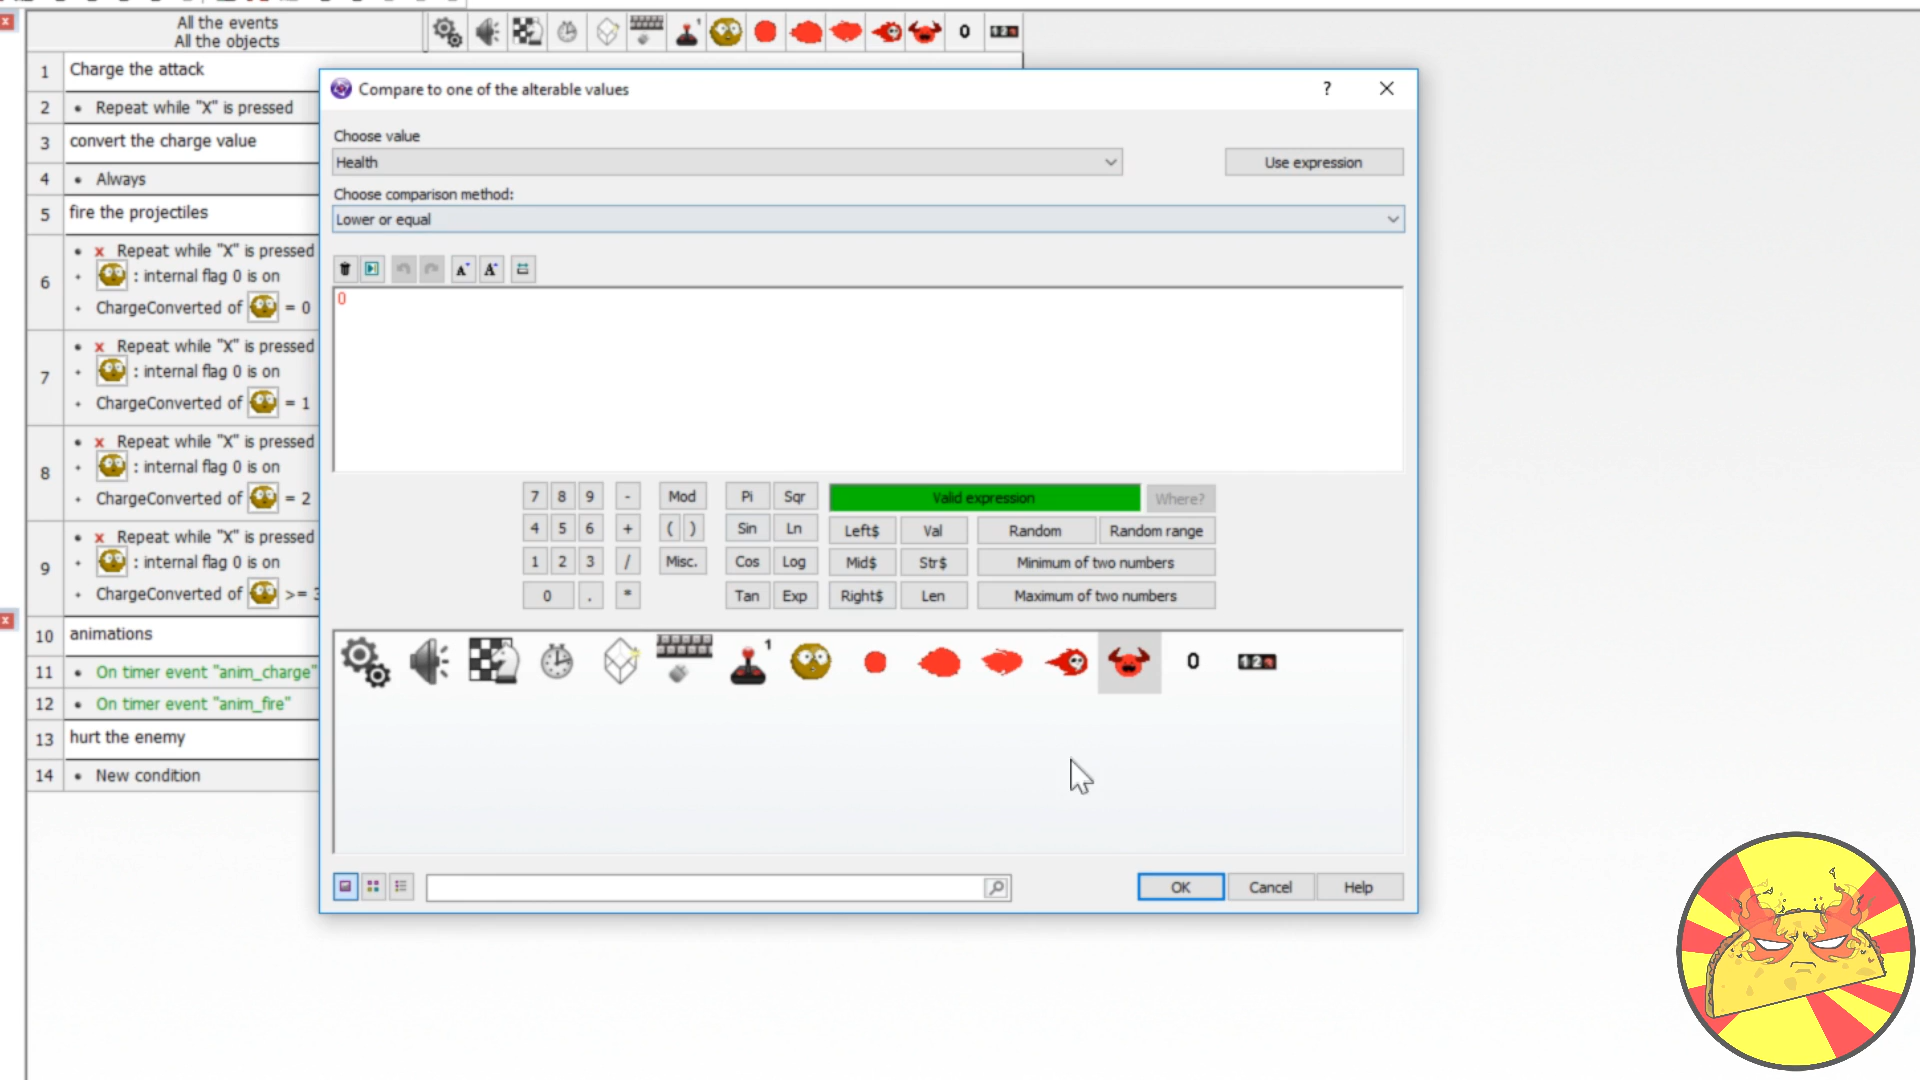 All the events
All the objects
0
1 Charge the attack
2 Repeat while "X" is pressed
3 convert the charge value
4 Always
5 fire the projectiles
6 X Repeat while "X" is pressed
: internal flag 0 is on
ChargeConverted of = 0
7 X Repeat while "X" is pressed
: internal flag 0 is on
ChargeConverted of = 1
8 X Repeat while "X" is pressed
: internal flag 0 is on
ChargeConverted of = 2
9 X Repeat while "X" is pressed
: internal flag 0 is on
ChargeConverted of >= 3
10 animations
11 On timer event "anim_charge"
12 On timer event "anim_fire"
13 hurt the enemy
14 New condition
Compare to one of the alterable values
?
Choose value
Health
Use expression
Choose comparison method:
Lower or equal
A A
0
7 8 9 - Mod Pi Sqr Valid expression Where?
4 5 6 + ( ) Sin Ln Left$ Val Random Random range
1 2 3 / Misc. Cos Log Mid$ Str$ Minimum of two numbers
0 . * Tan Exp Right$ Len Maximum of two numbers
1 0
OK Cancel Help